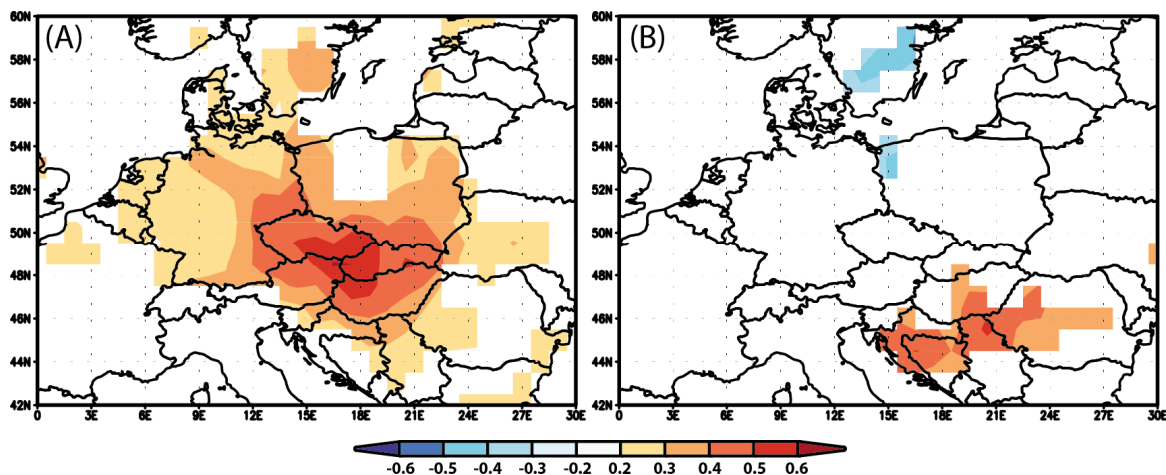 (A)
60N
58N
56N
54N
52N
50N
48N
46N
44N
42N
0 3E 6E 9E 12E 15E 18E 21E 24E 27E 30E
(B)
60N
58N
56N
54N
52N
50N
48N
46N
44N
42N
0 3E 6E 9E 12E 15E 18E 21E 24E 27E 30E
-0.6 -0.5 -0.4 -0.3 -0.2 0.2 0.3 0.4 0.5 0.6